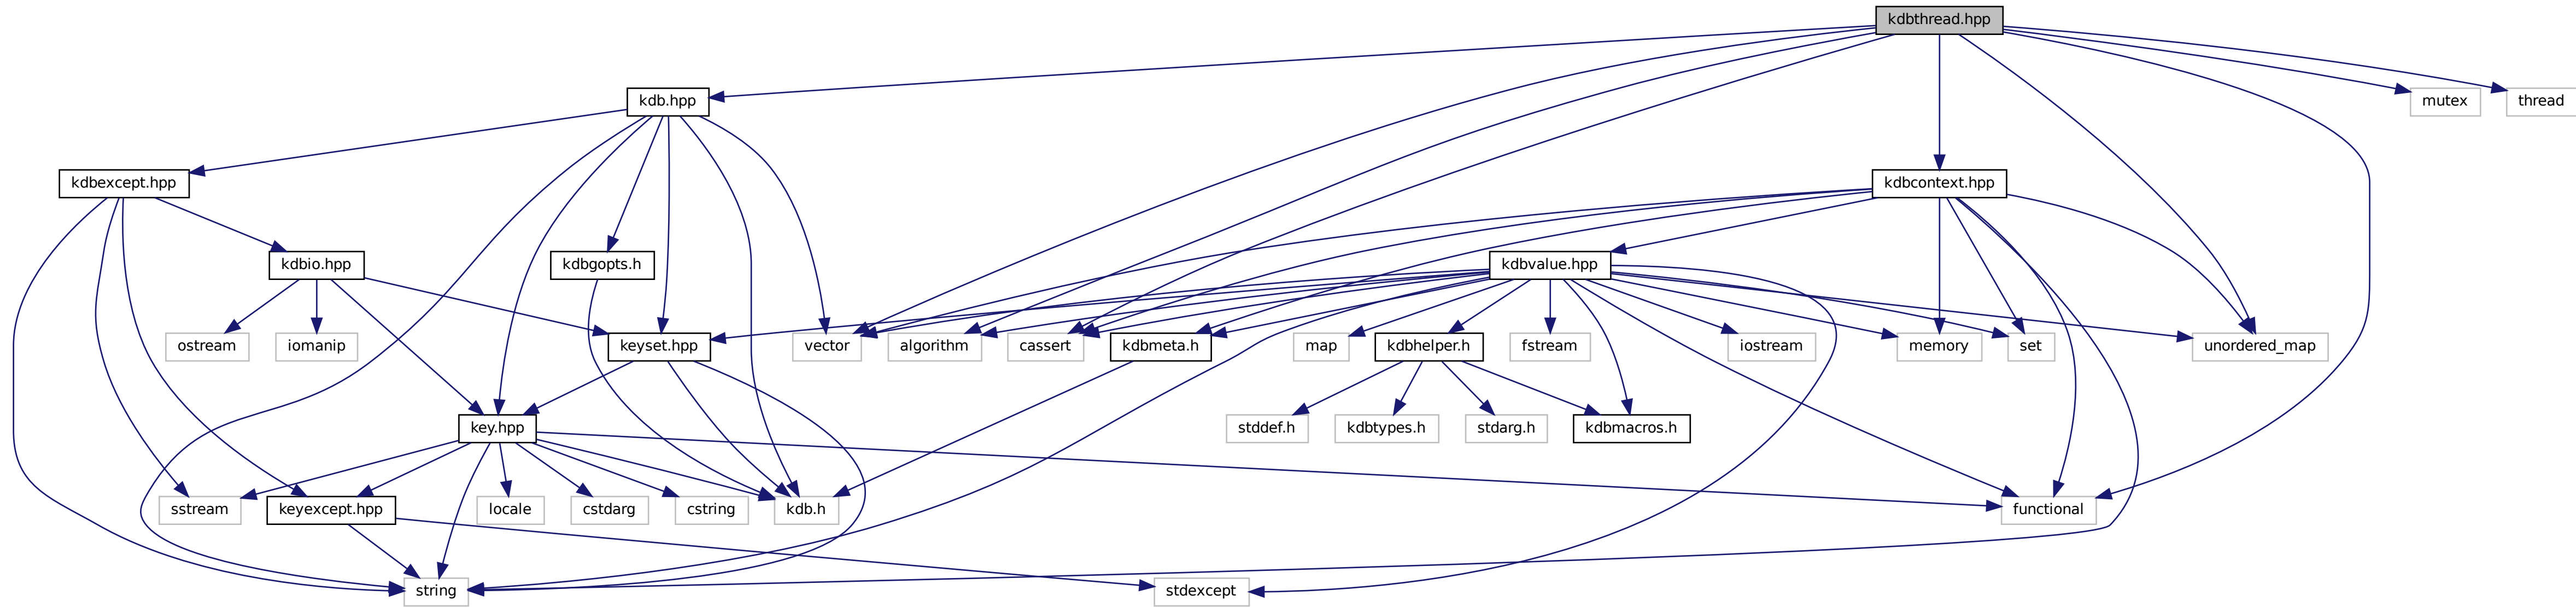 kdbthread.hpp
kdb.hpp
mutex
thread
kdbexcept.hpp
kdbcontext.hpp
kdbio.hpp
kdbgopts.h
kdbvalue.hpp
ostream
iomanip
keyset.hpp
vector
algorithm
cassert
kdbmeta.h
map
kdbhelper.h
fstream
iostream
memory
set
unordered_map
key.hpp
stddef.h
kdbtypes.h
stdarg.h
kdbmacros.h
sstream
keyexcept.hpp
locale
cstdarg
cstring
kdb.h
functional
string
stdexcept